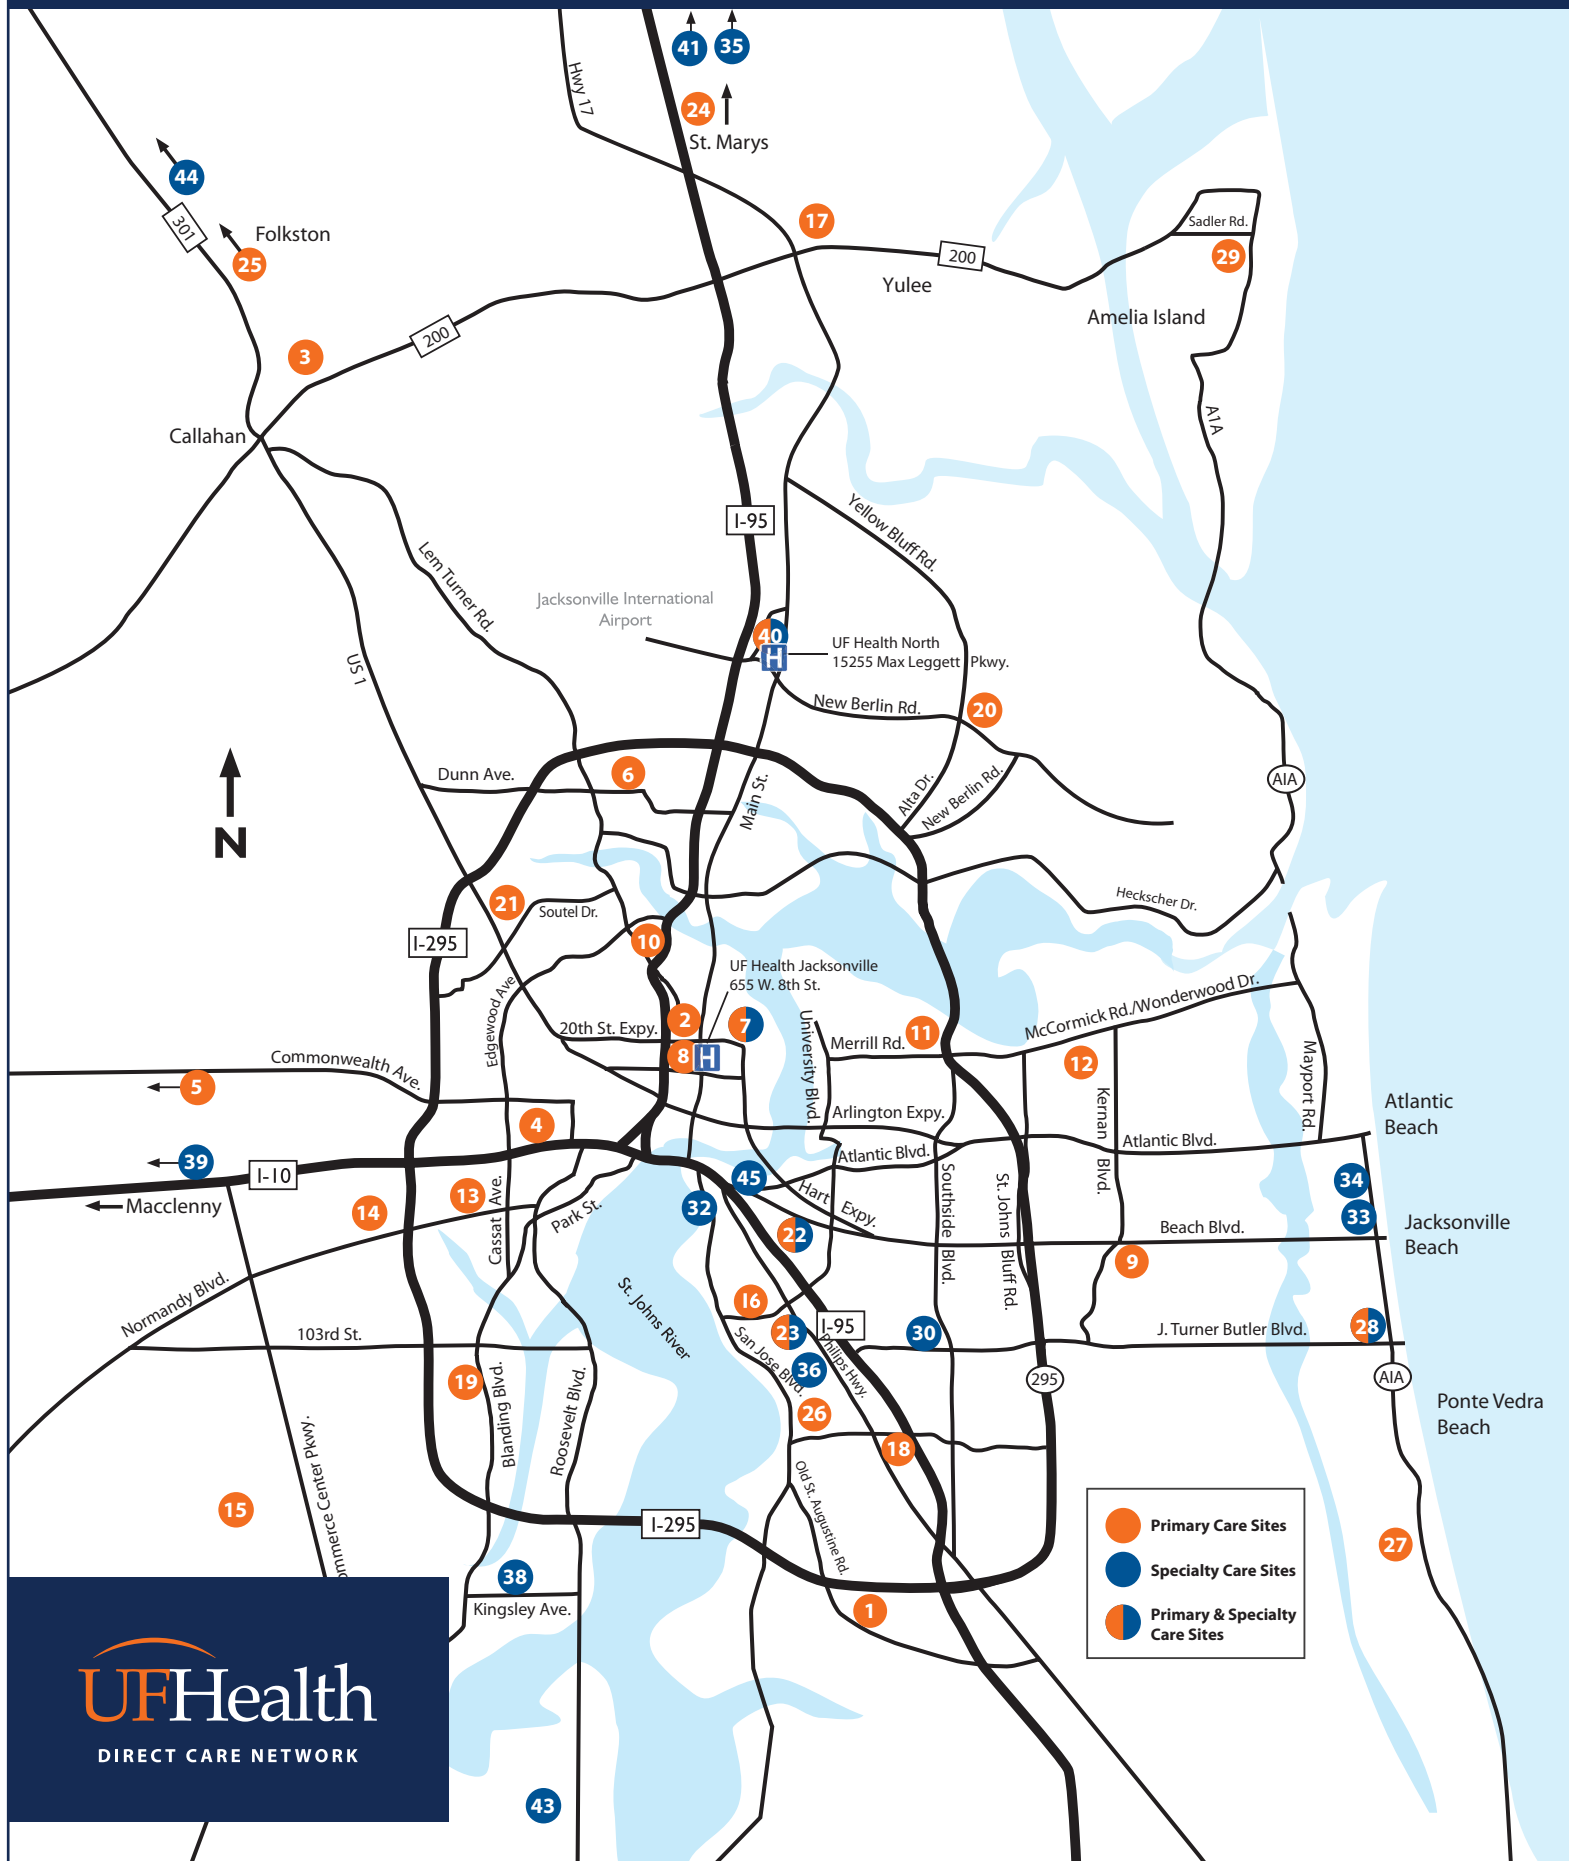 41
35
Hwy 17
24
St. Marys
44
301
Folkston
25
17
Sadler Rd.
29
200
Yulee
Amelia Island
3
200
Callahan
A1A
I-95
Yellow Bluff Rd.
Lem Turner Rd.
Jacksonville International
Airport
40
H
UF Health North
15255 Max Leggett Pkwy.
US 1
New Berlin Rd.
20
N
Dunn Ave.
6
Main St.
Alta Dr.
New Berlin Rd.
AIA
21
Soutel Dr.
Heckscher Dr.
I-295
10
UF Health Jacksonville
655 W. 8th St.
Edgewood Ave
20th St. Expy.
2
7
8
H
University Blvd.
Merrill Rd.
11
McCormick Rd./Wonderwood Dr.
12
Kernan Blvd.
Mayport Rd.
Commonwealth Ave.
5
4
Arlington Expy.
Atlantic Blvd.
Atlantic Blvd.
Atlantic
Beach
39
I-10
Macclenny
14
13
Cassat Ave.
Park St.
45
32
Hart Expy.
22
Southside Blvd.
St. Johns Bluff Rd.
34
33
Beach Blvd.
Jacksonville
Beach
9
Normandy Blvd.
103rd St.
St. Johns River
I6
23
I-95
30
J. Turner Butler Blvd.
28
San Jose Blvd.
36
Philips Hwy.
19
Blanding Blvd.
Roosevelt Blvd.
26
295
AIA
Ponte Vedra
Beach
18
15
ommerce Center Pkwy.
Old St. Augustine Rd.
I-295
27
Primary Care Sites
Specialty Care Sites
Primary & Specialty
Care Sites
38
Kingsley Ave.
1
UFHealth
DIRECT CARE NETWORK
43